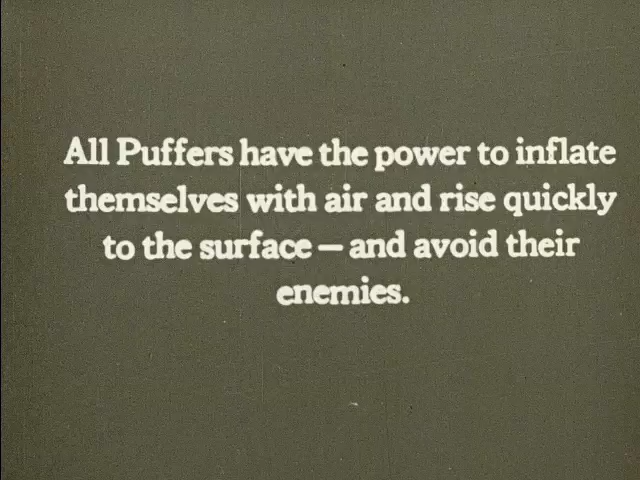 All Puffers have the power to inflate
themselves with air and rise quickly
to the surface — and avoid their
enemies.